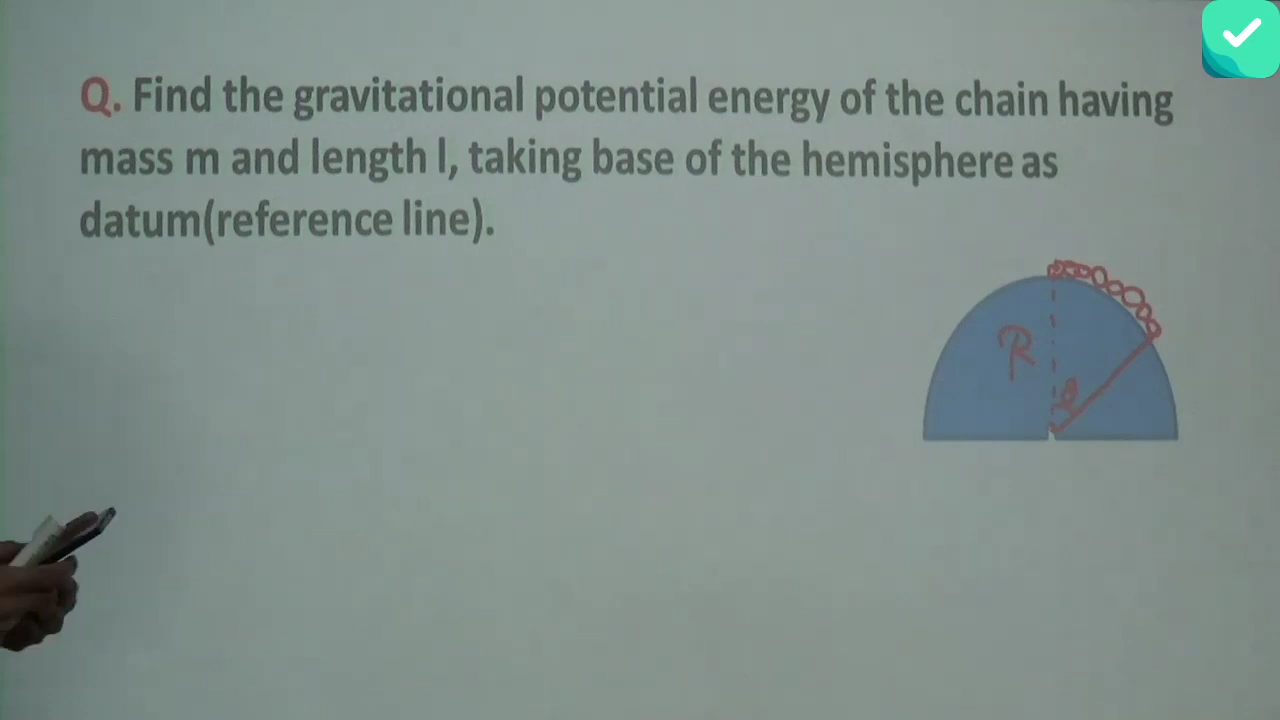 Q. Find the gravitational potential energy of the chain having
mass m and length l, taking base of the hemisphere as
datum(reference line).
R
θ